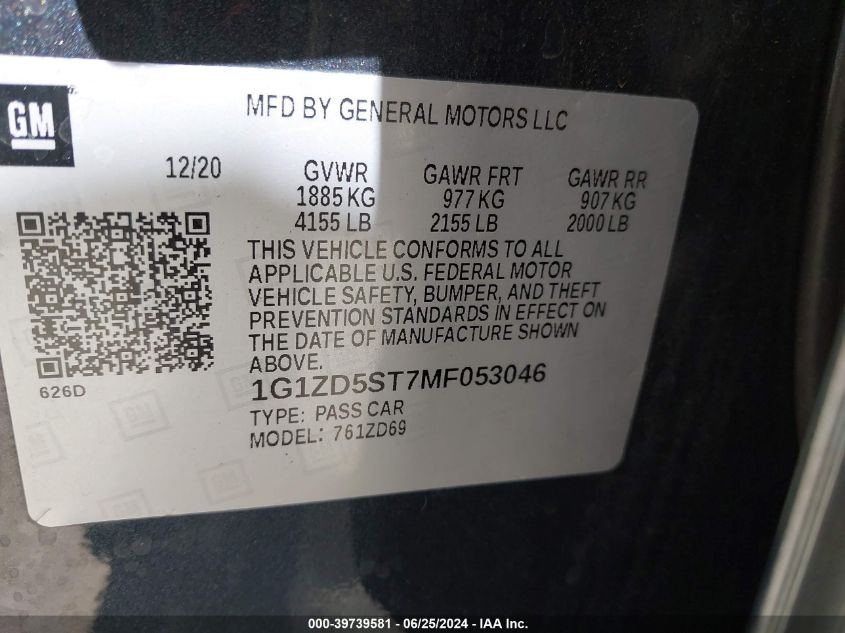 GM
MFD BY GENERAL MOTORS LLC
12/20 GVWR GAWR FRT GAWR RR
1885 KG 977 KG 907 KG
4155 LB 2155 LB 2000 LB
THIS VEHICLE CONFORMS TO ALL
APPLICABLE U.S. FEDERAL MOTOR
VEHICLE SAFETY, BUMPER, AND THEFT
PREVENTION STANDARDS IN EFFECT ON
THE DATE OF MANUFACTURE SHOWN
ABOVE.
626D
1G1ZD5ST7MF053046
TYPE: PASS CAR
MODEL: 761ZD69
000-39739581 - 06/25/2024 - IAA Inc.